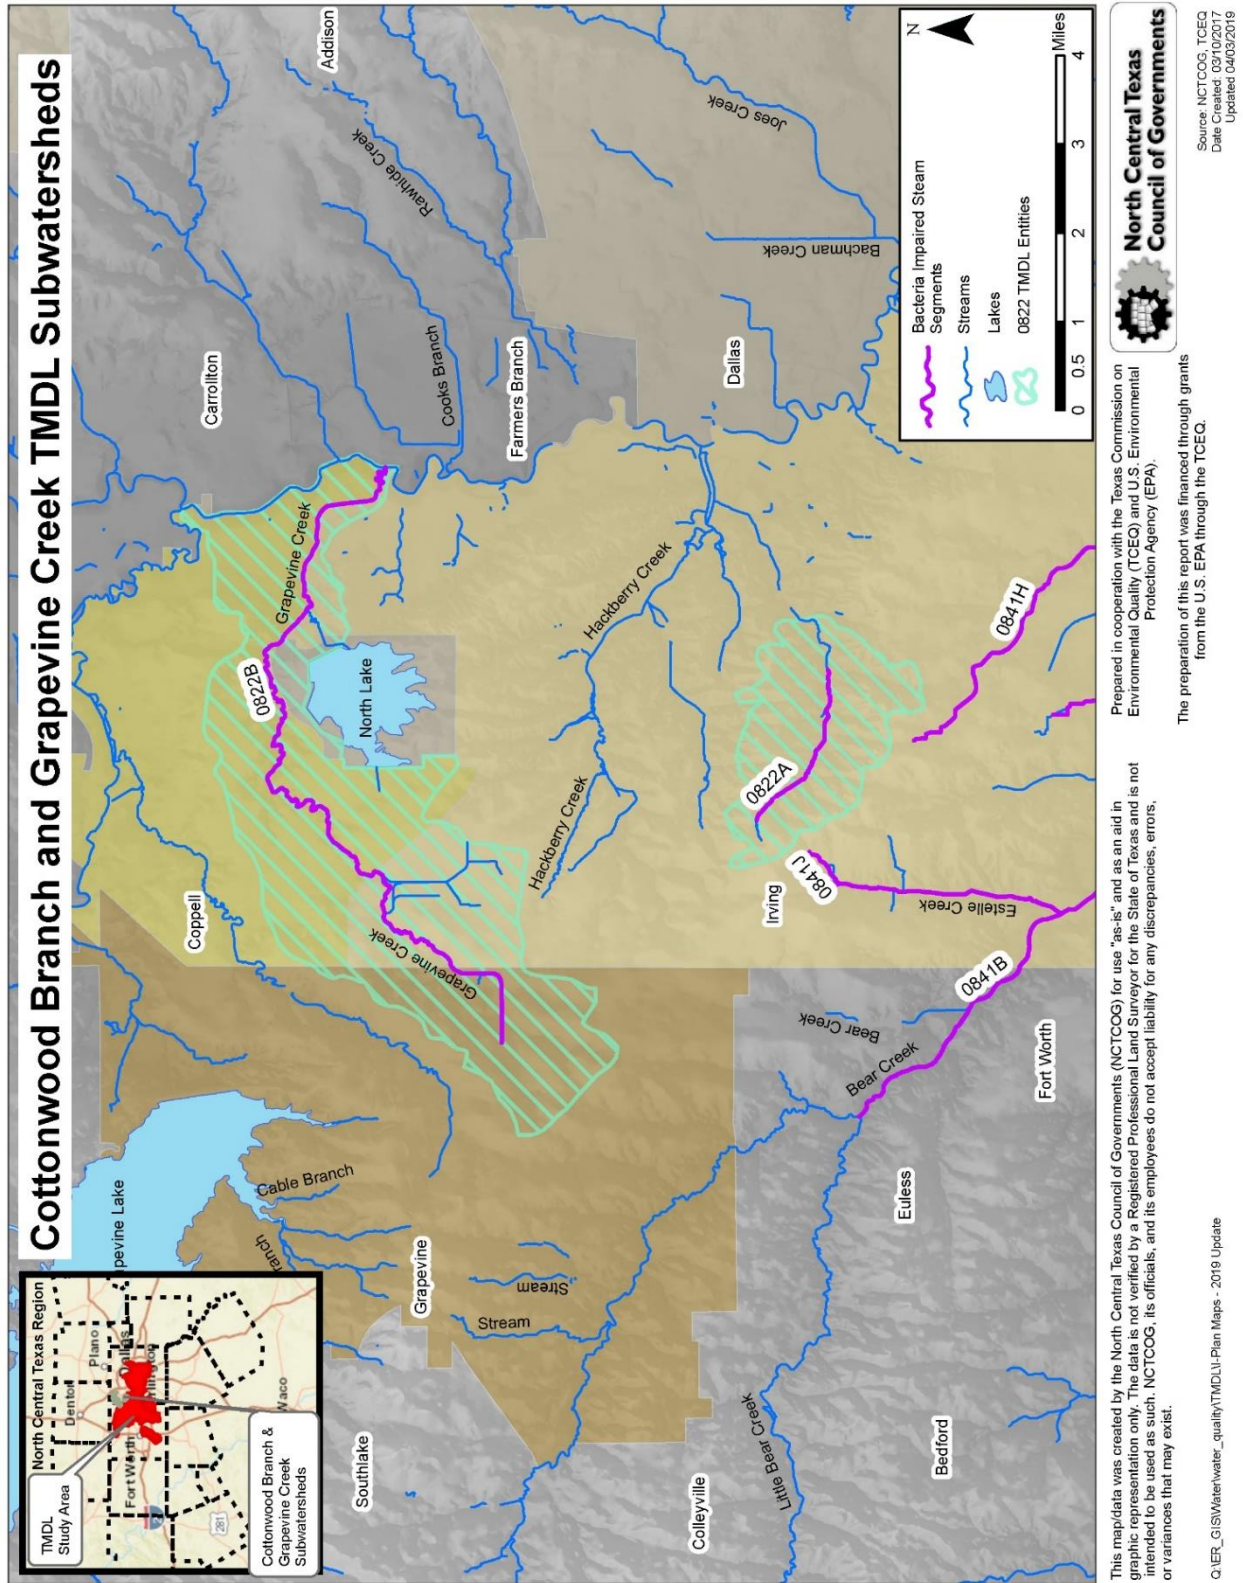 Cottonwood Branch and Grapevine Creek TMDL Subwatersheds
North Central Texas Region
TMDL
Study Area
Denton
Plano
Dallas
Fort Worth
Arlington
281
Waco
Cottonwood Branch &
Grapevine Creek
Subwatersheds
pevine Lake
ranch
Cable Branch
Grapevine
Stream
Stream
Southlake
Colleyville
Little Bear Creek
Bedford
Euless
Bear Creek
Bear Creek
Fort Worth
0841B
Estelle Creek
0841J
Irving
0822A
0841H
Coppell
Grapevine Creek
0822B
North Lake
Grapevine Creek
Hackberry Creek
Hackberry Creek
Carrollton
Addison
Rawhide Creek
Cooks Branch
Farmers Branch
Dallas
Joes Creek
Bachman Creek
N
Bacteria Impaired Steam
Segments
Streams
Lakes
0822 TMDL Entities
0 0.5 1 2 3 4
Miles
This map/data was created by the North Central Texas Council of Governments (NCTCOG) for use "as-is" and as an aid in
graphic representation only. The data is not verified by a Registered Professional Land Surveyor for the State of Texas and is not
intended to be used as such. NCTCOG, its officials, and its employees do not accept liability for any discrepancies, errors,
or variances that may exist.
Q:\ER_GIS\Water\water_quality\TMDL\I-Plan Maps - 2019 Update
Prepared in cooperation with the Texas Commission on
Environmental Quality (TCEQ) and U.S. Environmental
Protection Agency (EPA).
The preparation of this report was financed through grants
from the U.S. EPA through the TCEQ.
North Central Texas
Council of Governments
Source: NCTCOG, TCEQ
Date Created: 03/10/2017
Updated 04/03/2019